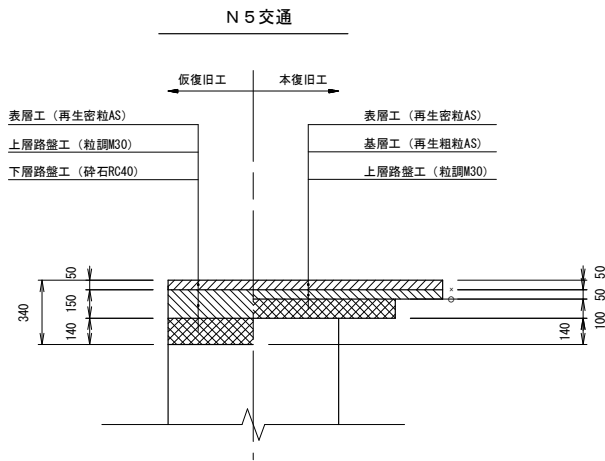 N5交通
仮復旧工
本復旧工
表層工（再生密粒AS）
上層路盤工（粒調M30）
下層路盤工（砕石RC40）
表層工（再生密粒AS）
基層工（再生粗粒AS）
上層路盤工（粒調M30）
50
150
140
340
50
50
100
140